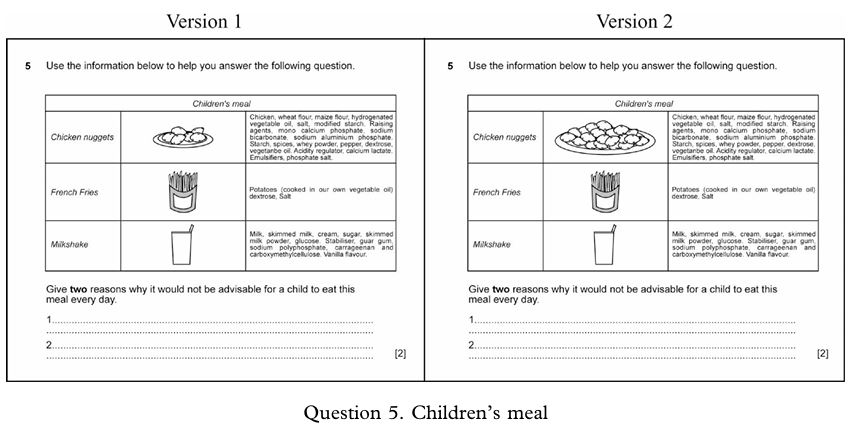 Version 1
5 Use the information below to help you answer the following question.
Children's meal
Chicken nuggets
Chicken, wheat flour, maize flour, hydrogenated
vegetable oil, salt, modified starch. Raising
agents, mono calcium phosphate, sodium
bicarbonate, sodium aluminium phosphate.
Starch, spices, whey powder, pepper, dextrose,
vegetanbe oil. Acidity regulator, calcium lactate.
Emulsifiers, phosphate salt.
French Fries
Potatoes (cooked in our own vegetable oil)
dextrose, Salt
Milkshake
Milk, skimmed milk, cream, sugar, skimmed
milk powder, glucose. Stabiliser, guar gum,
sodium polyphosphate, carrageenan and
carboxymethylcellulose. Vanilla flavour.
Give two reasons why it would not be advisable for a child to eat this
meal every day.
1
2
[2]
Version 2
5 Use the information below to help you answer the following question.
Children's meal
Chicken nuggets
Chicken, wheat flour, maize flour, hydrogenated
vegetable oil, salt, modified starch. Raising
agents, mono calcium phosphate, sodium
bicarbonate, sodium aluminium phosphate.
Starch, spices, whey powder, pepper, dextrose,
vegetanbe oil. Acidity regulator, calcium lactate.
Emulsifiers, phosphate salt.
French Fries
Potatoes (cooked in our own vegetable oil)
dextrose, Salt
Milkshake
Milk, skimmed milk, cream, sugar, skimmed
milk powder, glucose. Stabiliser, guar gum,
sodium polyphosphate, carrageenan and
carboxymethylcellulose. Vanilla flavour.
Give two reasons why it would not be advisable for a child to eat this
meal every day.
1
2
[2]
Question 5. Children's meal